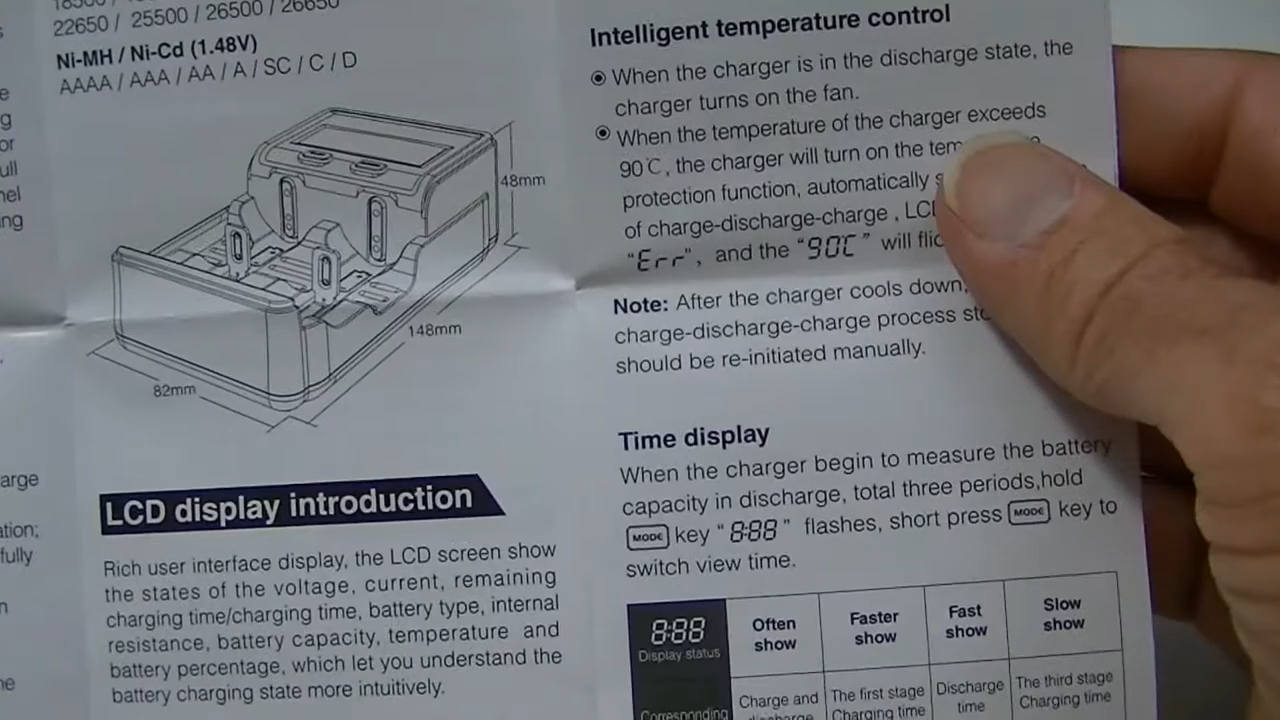 22650 / 25500 / 26500 / 26650
Ni-MH / Ni-Cd (1.48V)
AAAA / AAA / AA / A / SC / C / D
48mm
148mm
82mm
LCD display introduction
Rich user interface display, the LCD screen show
the states of the voltage, current, remaining
charging time/charging time, battery type, internal
resistance, battery capacity, temperature and
battery percentage, which let you understand the
battery charging state more intuitively.
Intelligent temperature control
When the charger is in the discharge state, the
charger turns on the fan.
When the temperature of the charger exceeds
90℃, the charger will turn on the
protection function, automatically
of charge-discharge-charge ,
"Err", and the "90C" will
Note: After the charger cools down,
charge-discharge-charge process
should be re-initiated manually.
Time display
When the charger begin to measure the battery
capacity in discharge, total three periods,hold
MODE key "8:88" flashes, short press MODE key to
switch view time.
8:88
Display status
Often
show
Faster
show
Fast
show
Slow
show
Corresponding
Charge and
discharge
The first stage
Charging time
Discharge
time
The third stage
Charging time